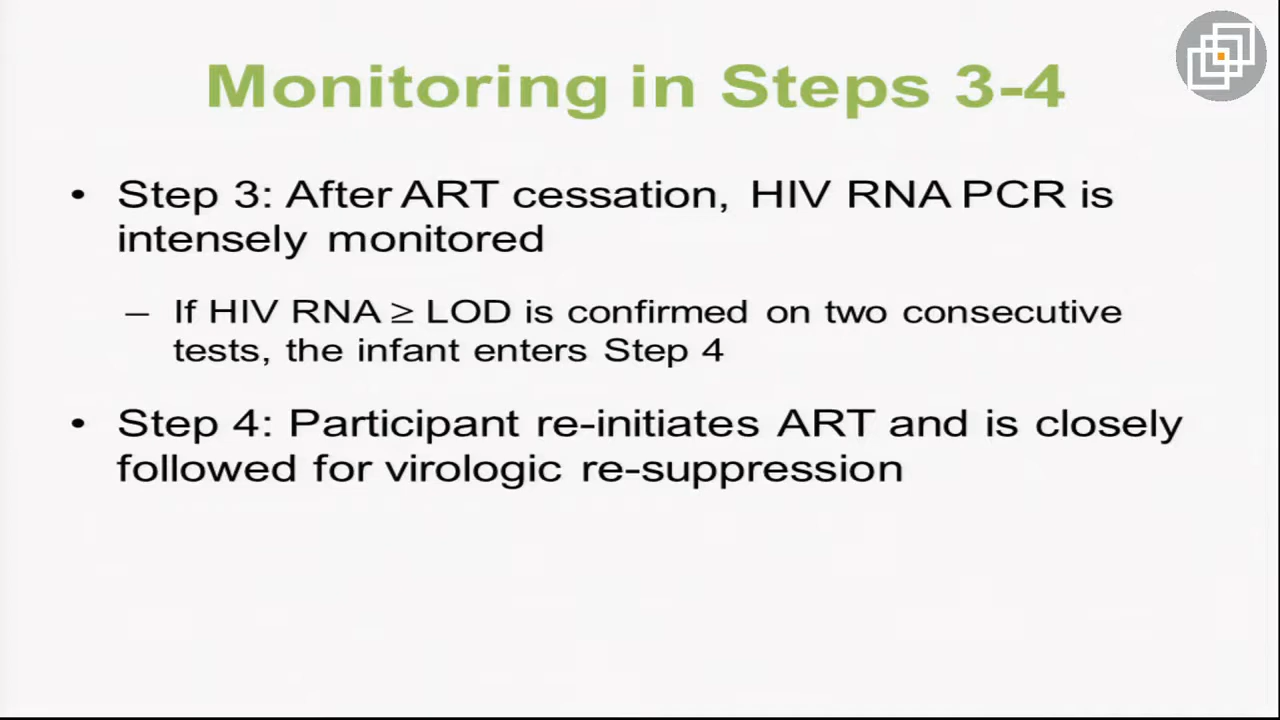 Monitoring in Steps 3-4
• Step 3: After ART cessation, HIV RNA PCR is
intensely monitored
– If HIV RNA ≥ LOD is confirmed on two consecutive
tests, the infant enters Step 4
• Step 4: Participant re-initiates ART and is closely
followed for virologic re-suppression